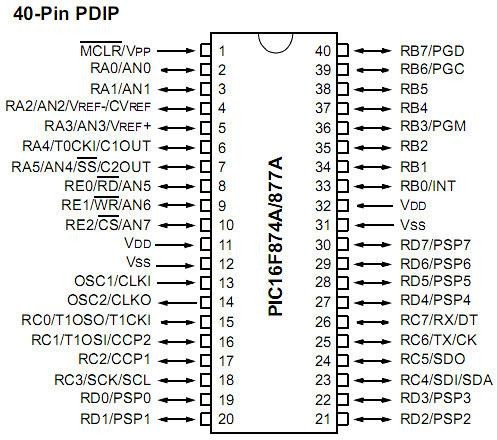 40-Pin PDIP
MCLR/VPP 1 40 RB7/PGD
RA0/AN0 2 39 RB6/PGC
RA1/AN1 3 38 RB5
RA2/AN2/VREF-/CVREF 4 37 RB4
RA3/AN3/VREF+ 5 36 RB3/PGM
RA4/T0CKI/C1OUT 6 35 RB2
RA5/AN4/SS/C2OUT 7 34 RB1
RE0/RD/AN5 8 33 RB0/INT
RE1/WR/AN6 9 32 VDD
RE2/CS/AN7 10 31 VSS
VDD 11 30 RD7/PSP7
VSS 12 29 RD6/PSP6
OSC1/CLKI 13 28 RD5/PSP5
OSC2/CLKO 14 27 RD4/PSP4
RC0/T1OSO/T1CKI 15 26 RC7/RX/DT
RC1/T1OSI/CCP2 16 25 RC6/TX/CK
RC2/CCP1 17 24 RC5/SDO
RC3/SCK/SCL 18 23 RC4/SDI/SDA
RD0/PSP0 19 22 RD3/PSP3
RD1/PSP1 20 21 RD2/PSP2
PIC16F874A/877A